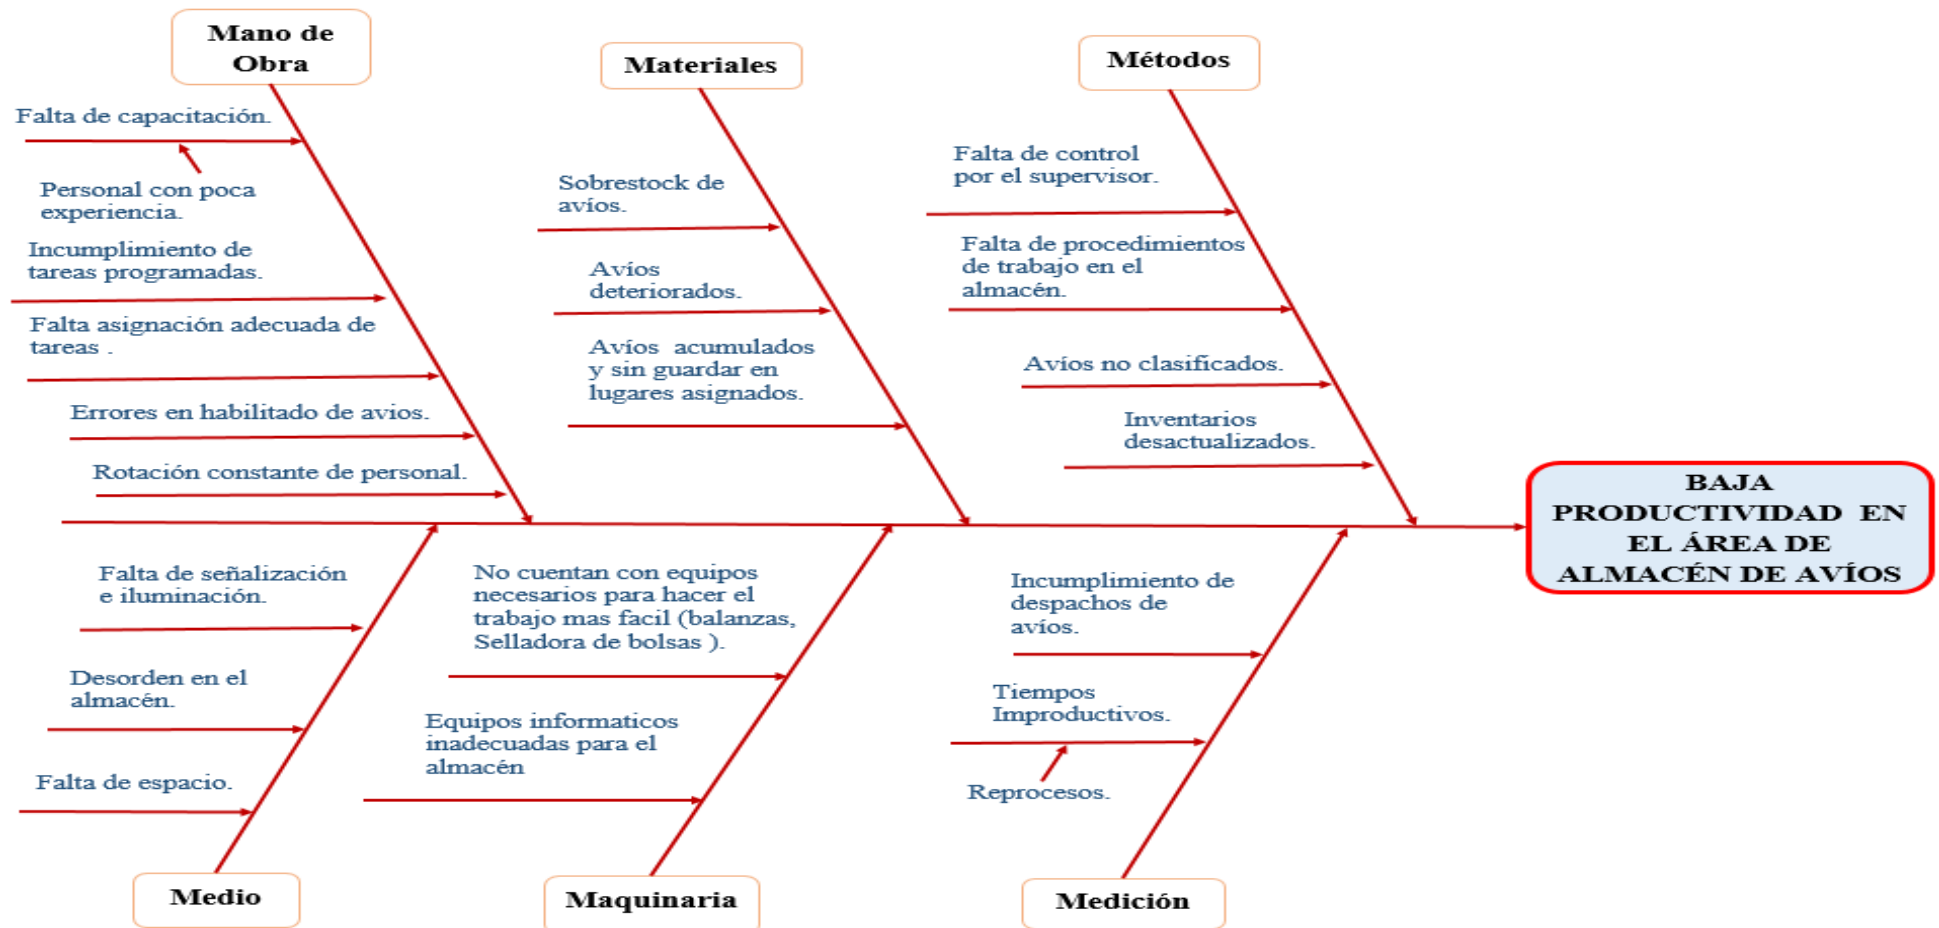 Mano de
Obra
Materiales
Métodos
Falta de capacitación.
Personal con poca
experiencia.
Incumplimiento de
tareas programadas.
Falta asignación adecuada de
tareas .
Errores en habilitado de avios.
Rotación constante de personal.
Sobrestock de
avíos.
Avíos
deteriorados.
Avíos  acumulados
y sin guardar en
lugares asignados.
Falta de control
por el supervisor.
Falta de procedimientos
de trabajo en el
almacén.
Avíos no clasificados.
Inventarios
desactualizados.
BAJA
PRODUCTIVIDAD  EN
EL ÁREA DE
ALMACÉN DE AVÍOS
Falta de señalización
e iluminación.
Desorden en el
almacén.
Falta de espacio.
No cuentan con equipos
necesarios para hacer el
trabajo mas facil (balanzas,
Selladora de bolsas ).
Equipos informaticos
inadecuadas para el
almacén
Incumplimiento de
despachos de
avíos.
Tiempos
Improductivos.
Reprocesos.
Medio
Maquinaria
Medición